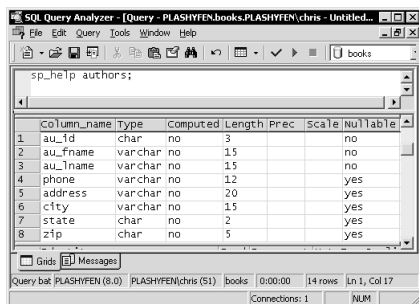 SQL Query Analyzer - [Query - PLASHYFEN.books.PLASHYFEN\chris - Untitled...
File Edit Query Tools Window Help
books
sp_help authors;
Column_name Type Computed Length Prec Scale Nullable
1 au_id char no 3 no
2 au_fname varchar no 15 no
3 au_lname varchar no 15 no
4 phone varchar no 12 yes
5 address varchar no 20 yes
6 city varchar no 15 yes
7 state char no 2 yes
8 zip char no 5 yes
Grids Messages
Query bat PLASHYFEN (8.0) PLASHYFEN\chris (51) books 0:00:00 14 rows Ln 1, Col 17
Connections: 1 NUM